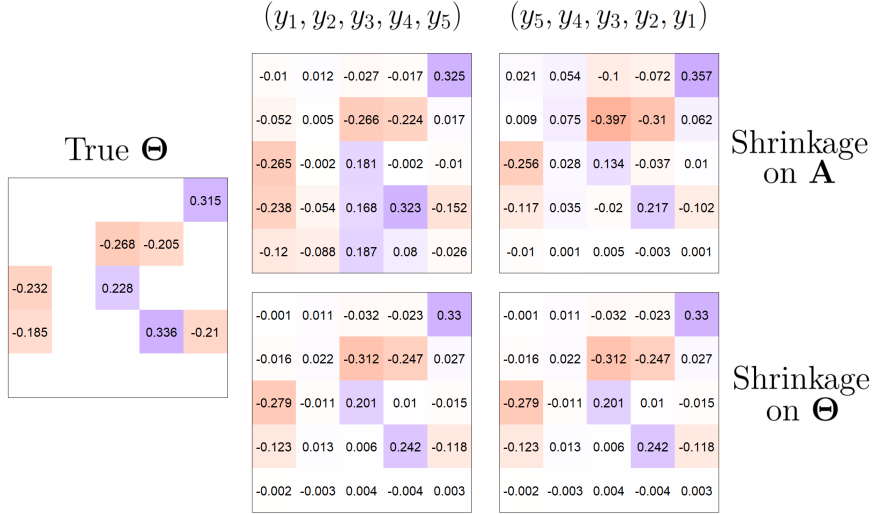 (y₁, y₂, y₃, y₄, y₅) (y₅, y₄, y₃, y₂, y₁)
-0.01 0.012 -0.027 -0.017 0.325 0.021 0.054 -0.1 -0.072 0.357
-0.052 0.005 -0.266 -0.224 0.017 0.009 0.075 -0.397 -0.31 0.062
-0.265 -0.002 0.181 -0.002 -0.01 -0.256 0.028 0.134 -0.037 0.01
-0.238 -0.054 0.168 0.323 -0.152 -0.117 0.035 -0.02 0.217 -0.102
-0.12 -0.088 0.187 0.08 -0.026 -0.01 0.001 0.005 -0.003 0.001
Shrinkage
on A
True Θ
0.315
-0.268 -0.205
-0.232 0.228
-0.185 0.336 -0.21
-0.001 0.011 -0.032 -0.023 0.33 -0.001 0.011 -0.032 -0.023 0.33
-0.016 0.022 -0.312 -0.247 0.027 -0.016 0.022 -0.312 -0.247 0.027
-0.279 -0.011 0.201 0.01 -0.015 -0.279 -0.011 0.201 0.01 -0.015
-0.123 0.013 0.006 0.242 -0.118 -0.123 0.013 0.006 0.242 -0.118
-0.002 -0.003 0.004 -0.004 0.003 -0.002 -0.003 0.004 -0.004 0.003
Shrinkage
on Θ